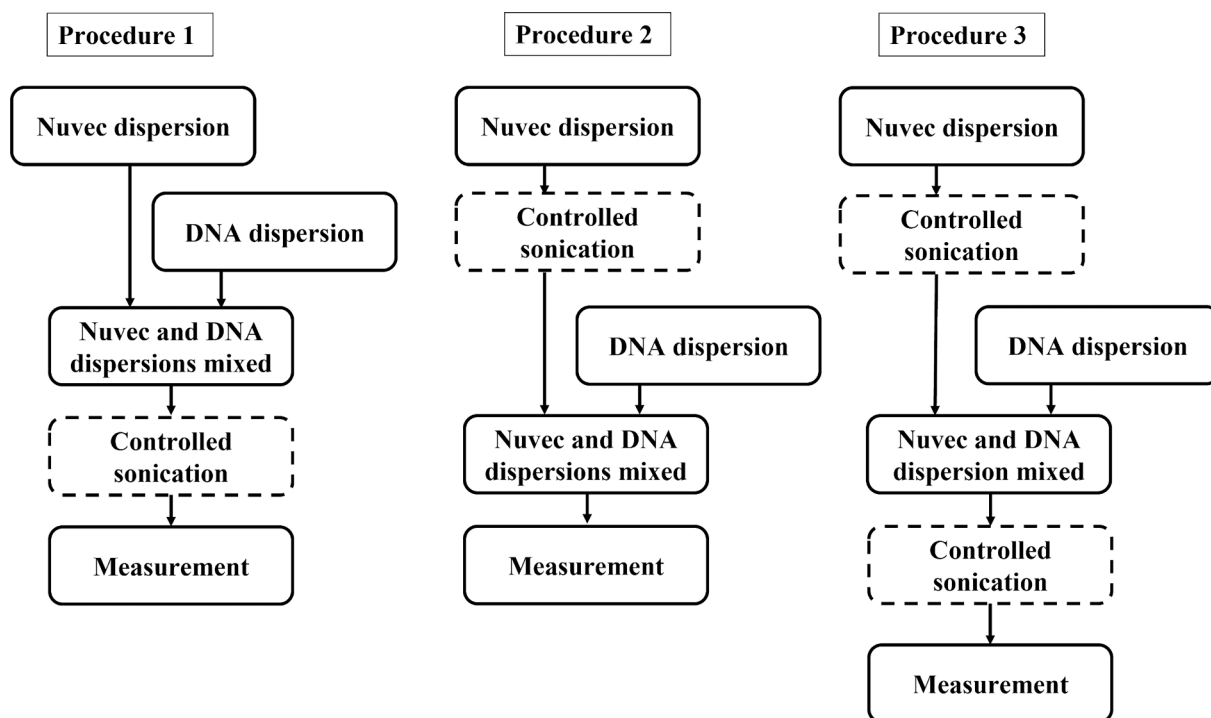 Procedure 1
Nuvec dispersion
DNA dispersion
Nuvec and DNA
dispersions mixed
Controlled
sonication
Measurement
Procedure 2
Nuvec dispersion
Controlled
sonication
DNA dispersion
Nuvec and DNA
dispersions mixed
Measurement
Procedure 3
Nuvec dispersion
Controlled
sonication
DNA dispersion
Nuvec and DNA
dispersion mixed
Controlled
sonication
Measurement